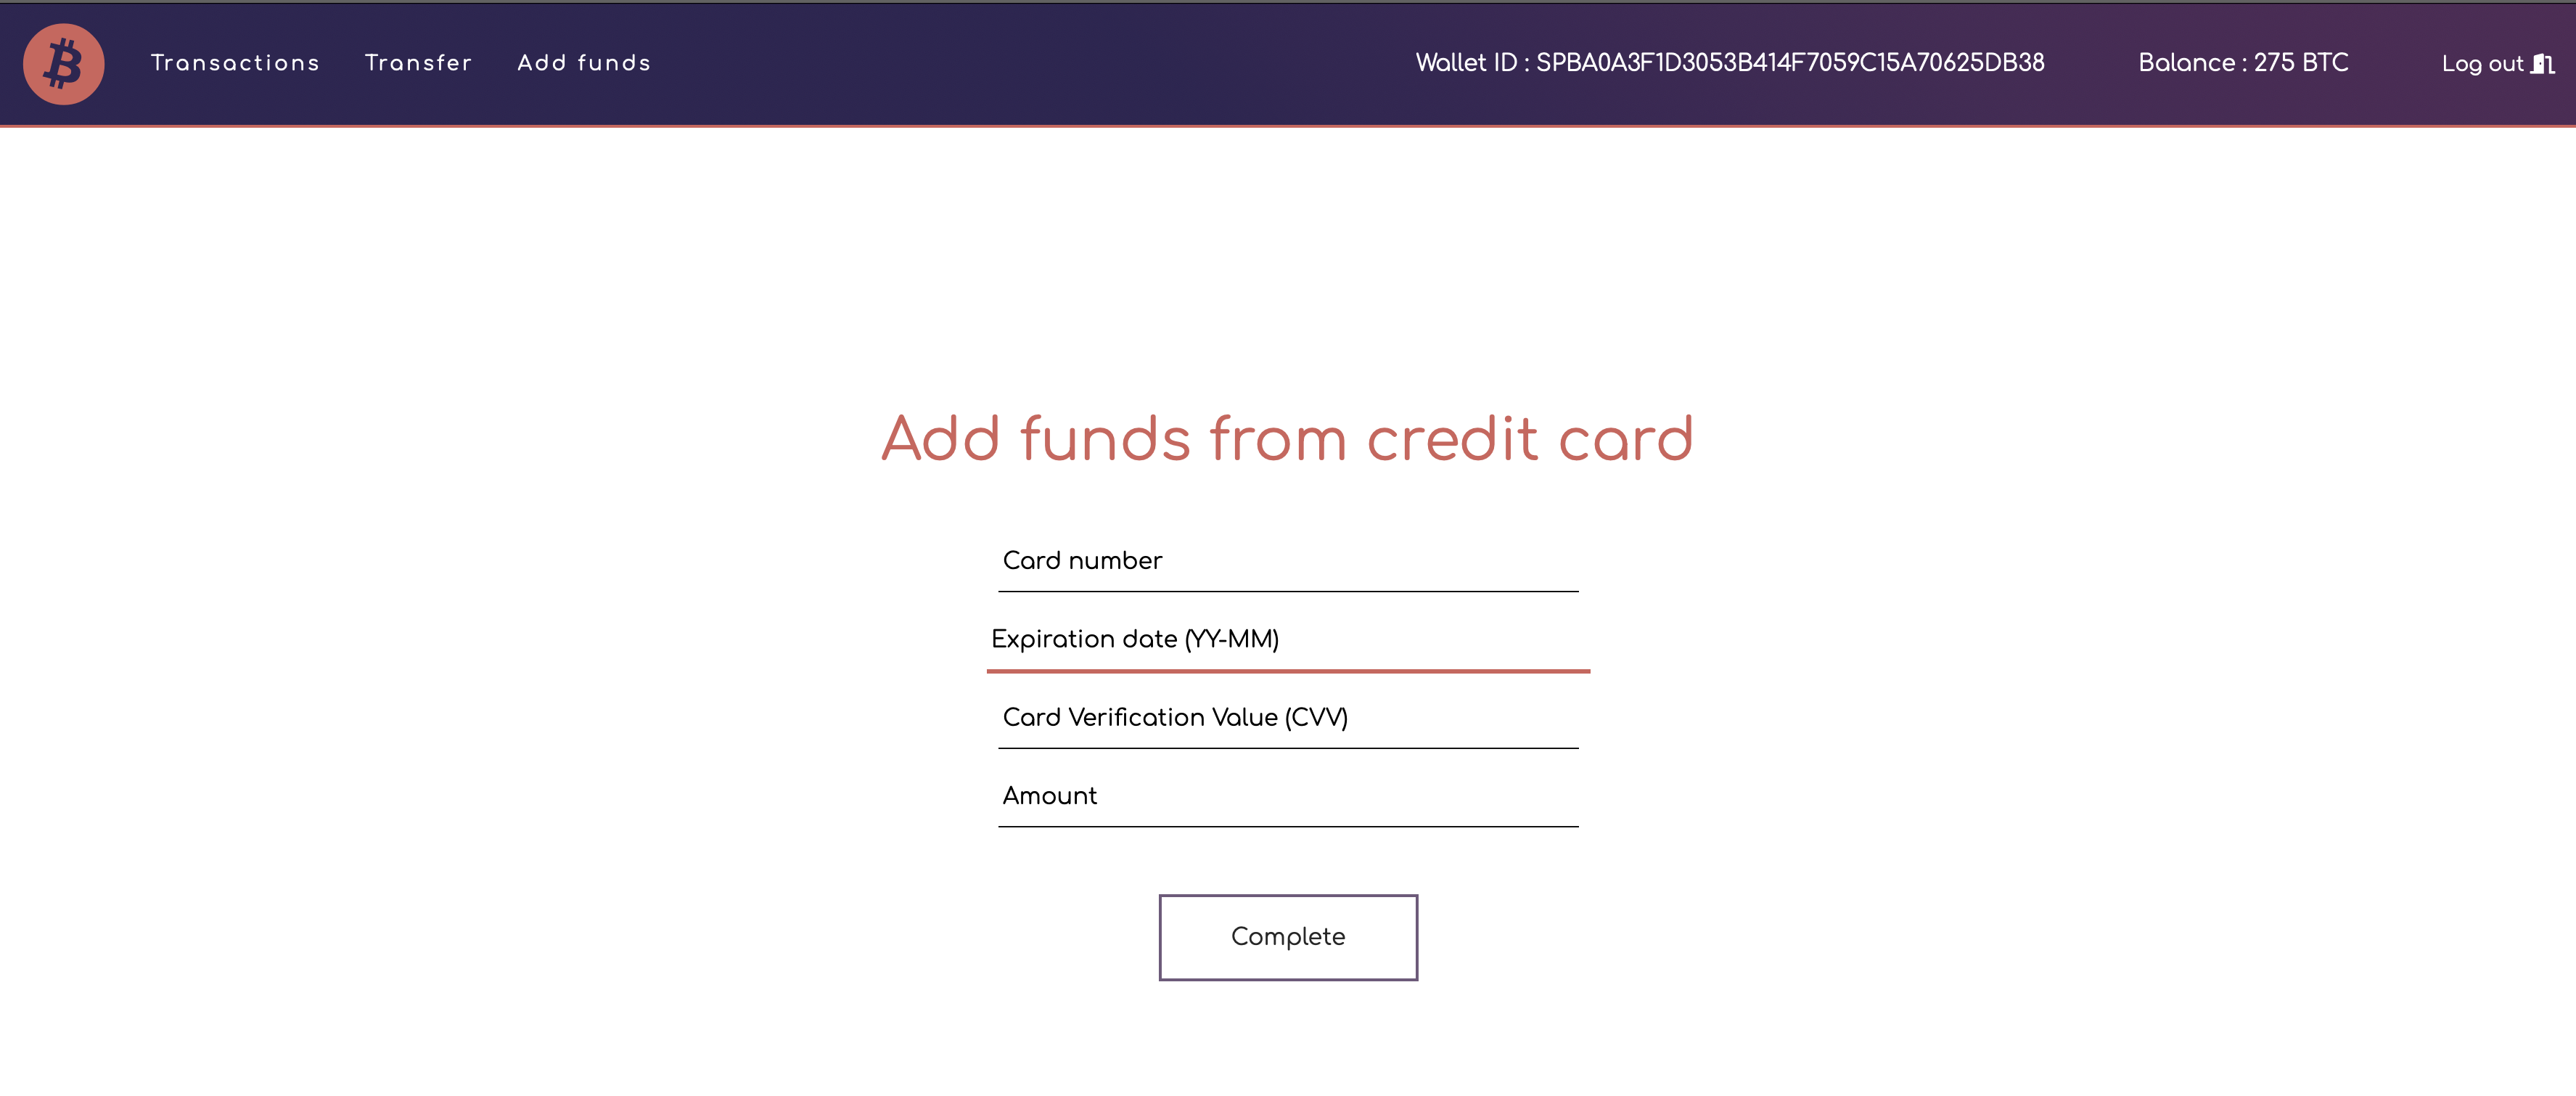 Transactions Transfer Add funds Wallet ID : SPBA0A3F1D3053B414F7059C15A70625DB38 Balance : 275 BTC Log out
Add funds from credit card
Card number
Expiration date (YY-MM)
Card Verification Value (CVV)
Amount
Complete